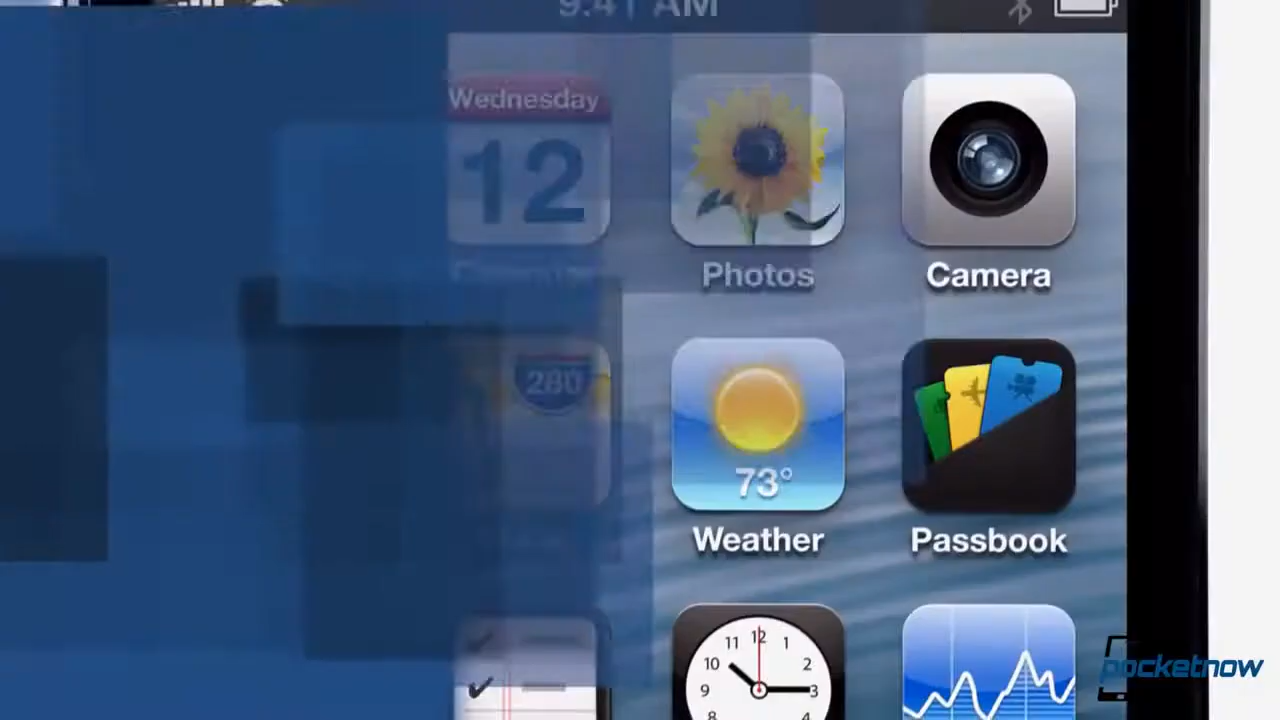 9:41 AM
Wednesday
12
Photos
Camera
280
73°
Weather
Passbook
11 12 1
10 2
9 3
8 4
pocketnow